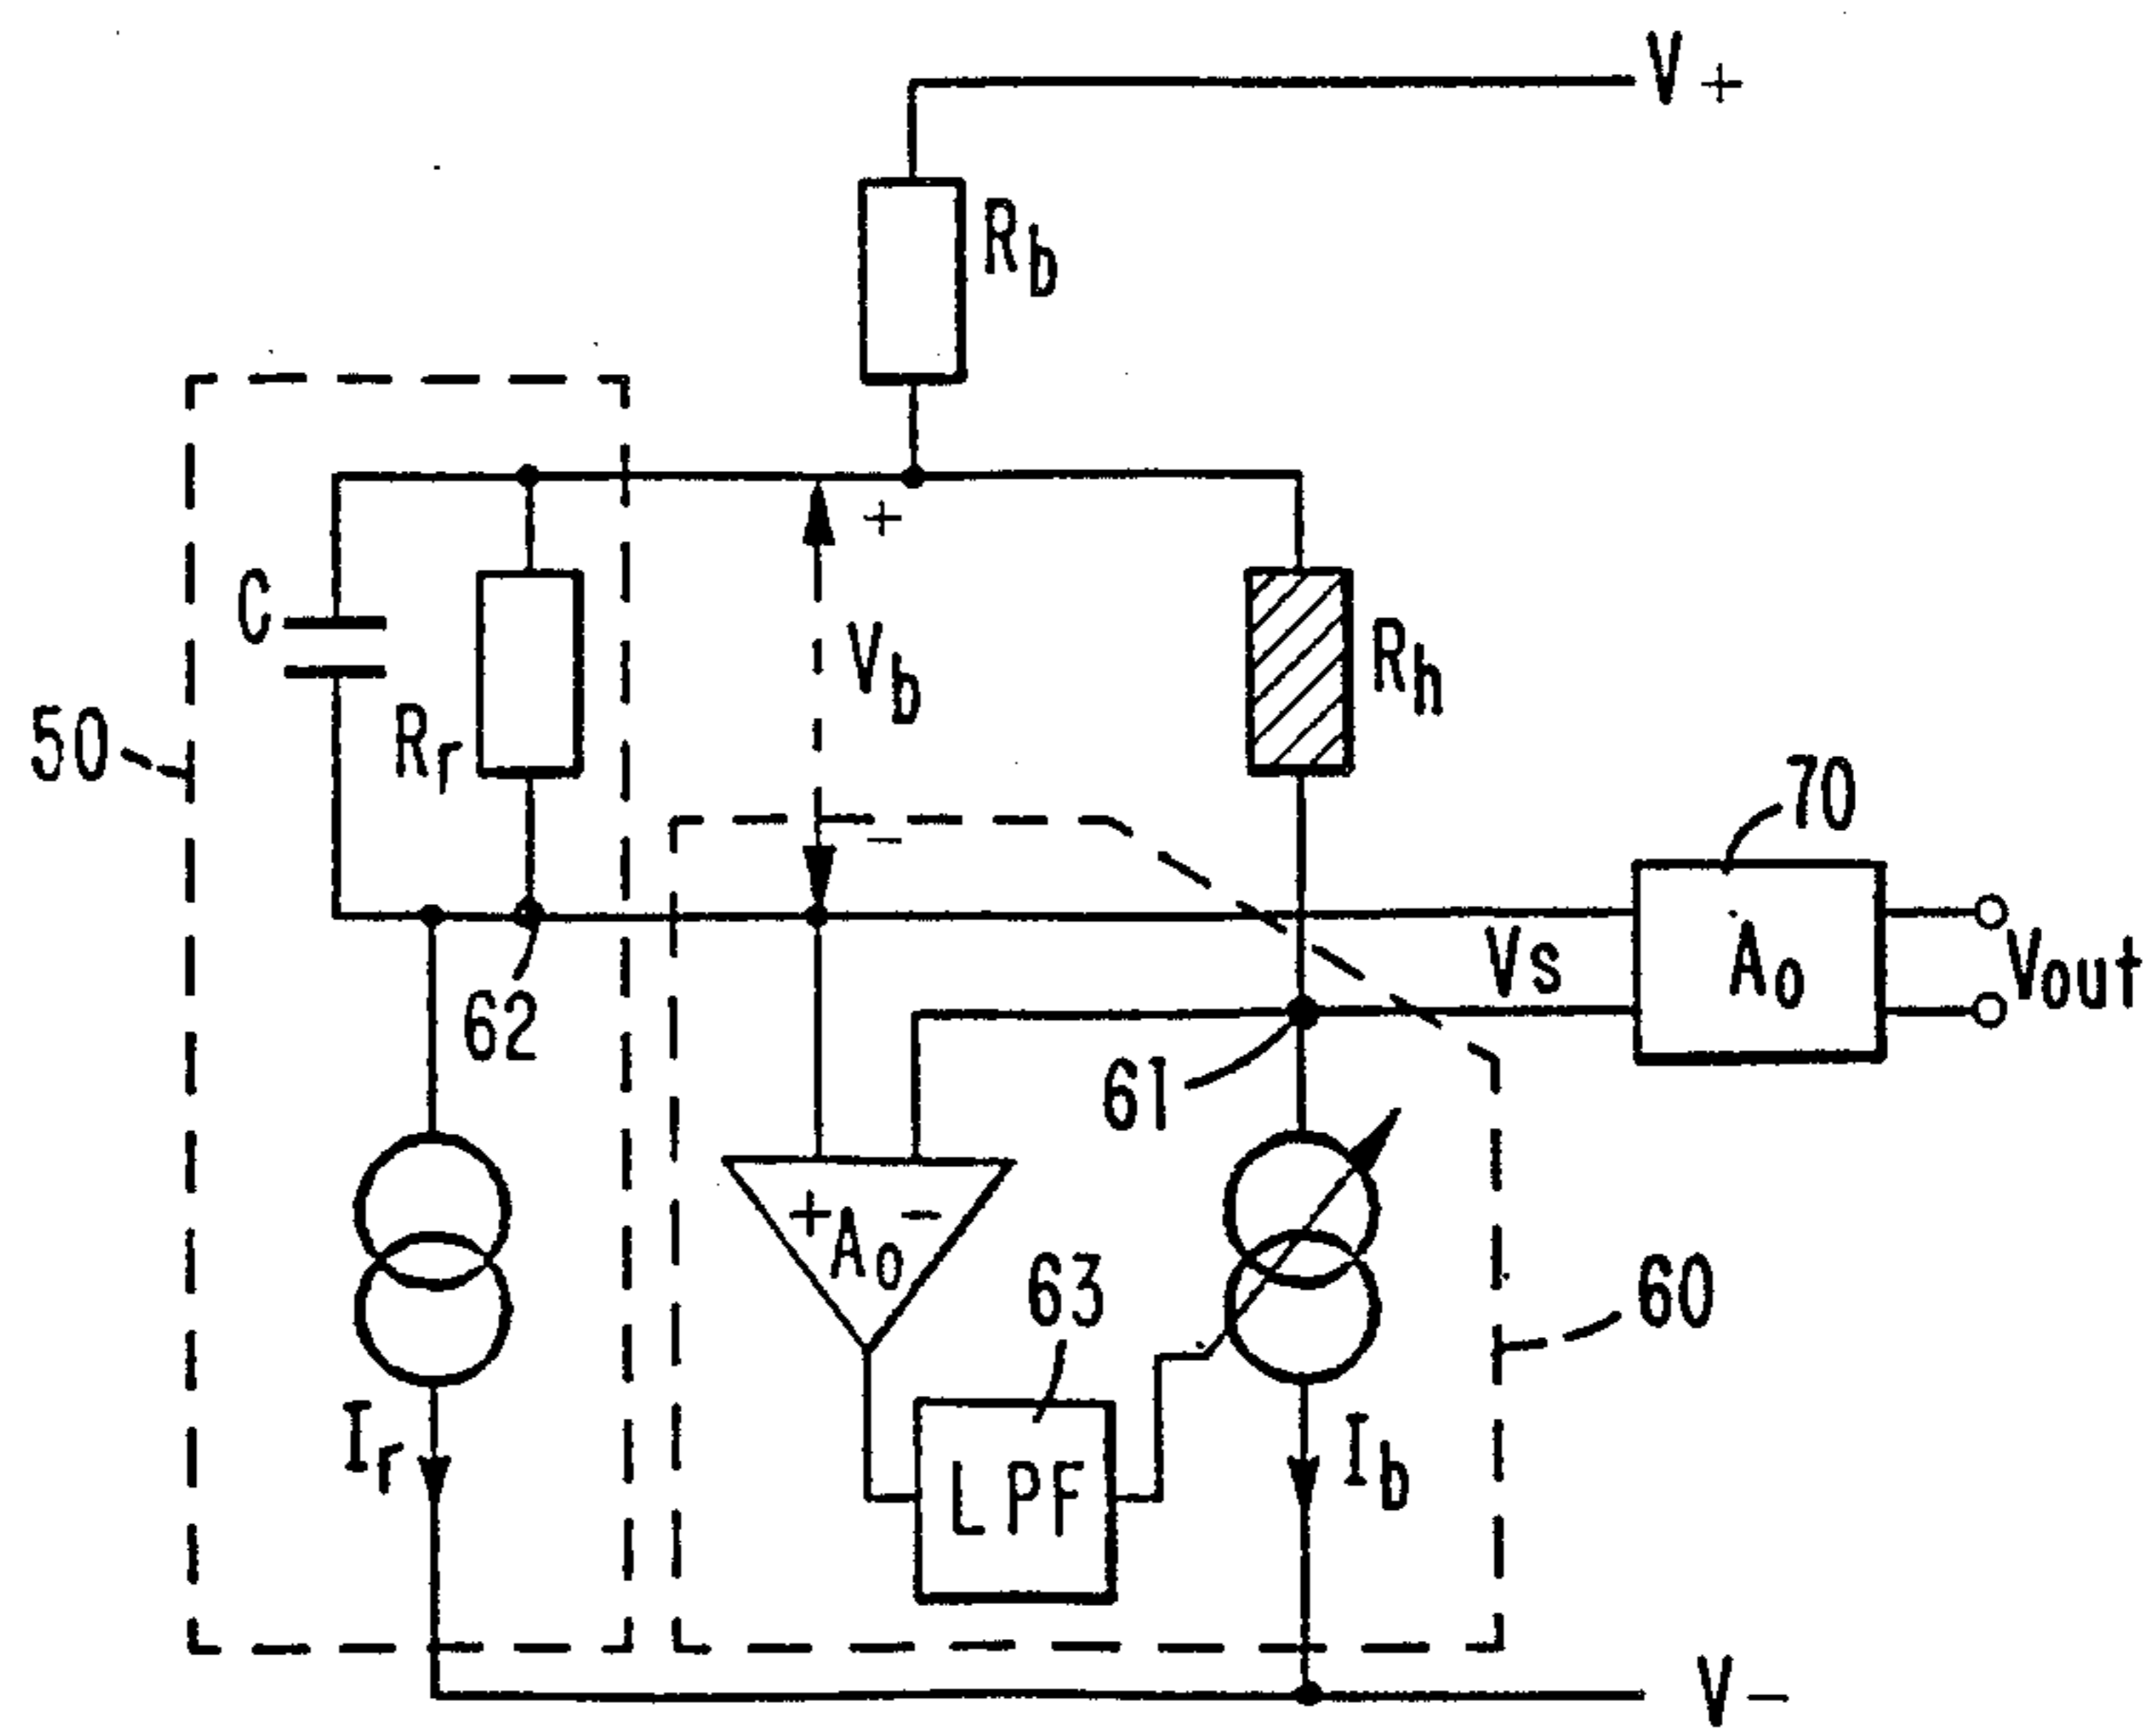 V+
Rb
+
C
Vb
Rr
Rh
50
70
-
Vs
Ao
Vout
62
61
+ Ao -
63
60
Ir
LPF
Ib
V-